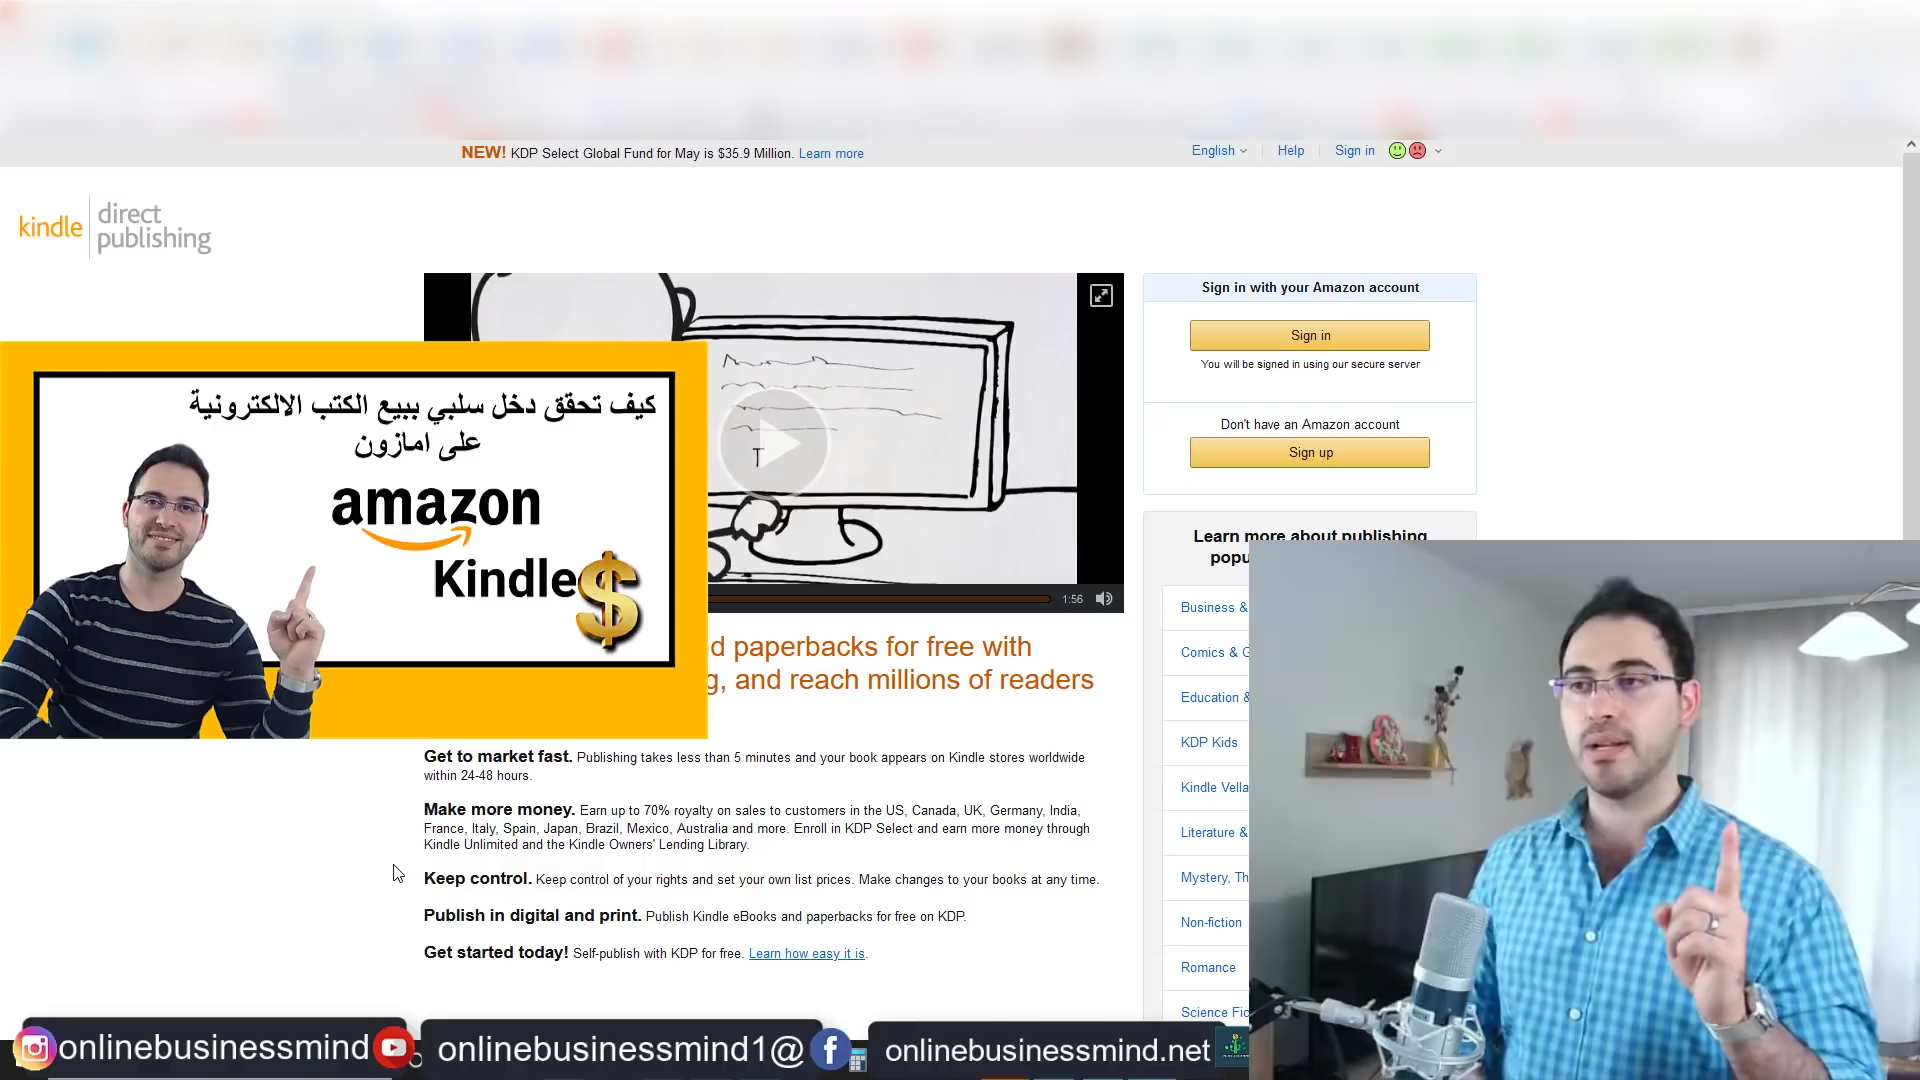 NEW! KDP Select Global Fund for May is $35.9 Million. Learn more
English
Help
Sign in
kindle direct publishing
Sign in with your Amazon account
Sign in
You will be signed in using our secure server
Don't have an Amazon account
Sign up
كيف تحقق دخل سلبي ببيع الكتب الالكترونية
على امازون
amazon
Kindle$
T
1:56
d paperbacks for free with
g, and reach millions of readers
Get to market fast. Publishing takes less than 5 minutes and your book appears on Kindle stores worldwide
within 24-48 hours.
Make more money. Earn up to 70% royalty on sales to customers in the US, Canada, UK, Germany, India,
France, Italy, Spain, Japan, Brazil, Mexico, Australia and more. Enroll in KDP Select and earn more money through
Kindle Unlimited and the Kindle Owners' Lending Library.
Keep control. Keep control of your rights and set your own list prices. Make changes to your books at any time.
Publish in digital and print. Publish Kindle eBooks and paperbacks for free on KDP.
Get started today! Self-publish with KDP for free. Learn how easy it is.
Learn more about publishing
popu
Business &
Comics & G
Education &
KDP Kids
Kindle Vella
Literature &
Mystery, Th
Non-fiction
Romance
Science Fic
onlinebusinessmind
onlinebusinessmind1@
onlinebusinessmind.net